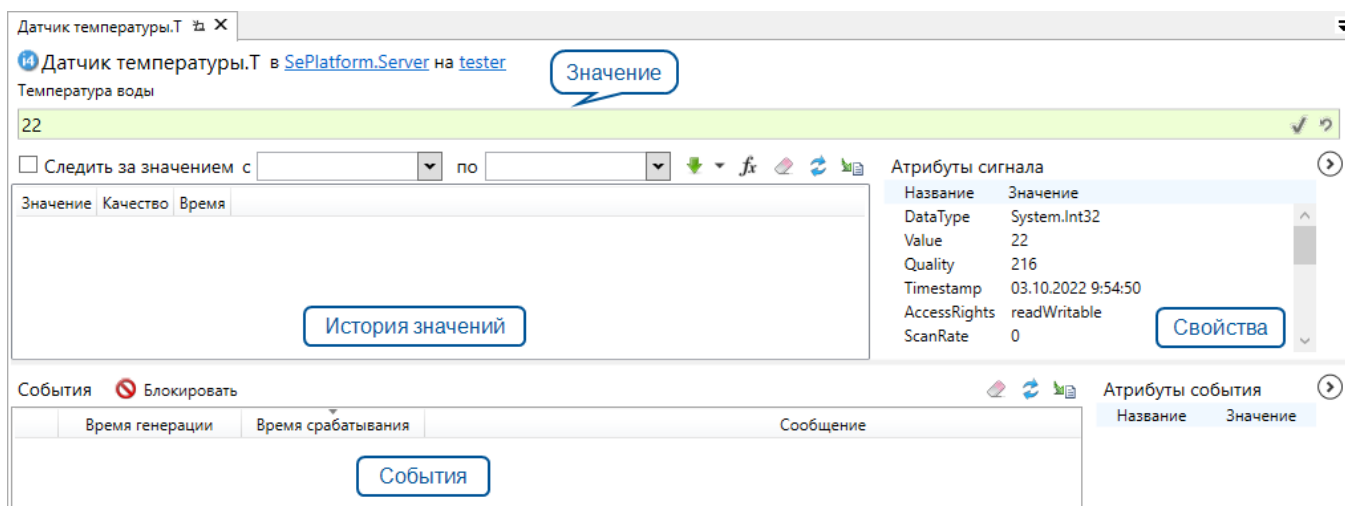 Датчик температуры.T
Датчик температуры.T в SePlatform.Server на tester
Значение
Температура воды
22
Следить за значением с по fx
Атрибуты сигнала
Значение Качество Время
Название Значение
DataType System.Int32
Value 22
Quality 216
Timestamp 03.10.2022 9:54:50
AccessRights readWritable
ScanRate 0
История значений
Свойства
События Блокировать
Атрибуты события
Время генерации Время срабатывания Сообщение
Название Значение
События